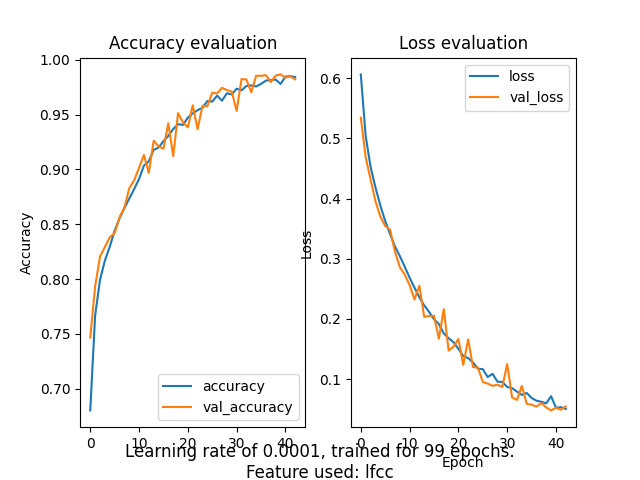 Accuracy evaluation
Accuracy
1.00
0.95
0.90
0.85
0.80
0.75
0.70
0 10 20 30 40
accuracy
val_accuracy
Loss evaluation
Loss
0.6
0.5
0.4
0.3
0.2
0.1
0 10 20 30 40
loss
val_loss
Epoch
Learning rate of 0.0001, trained for 99 epochs.
Feature used: lfcc